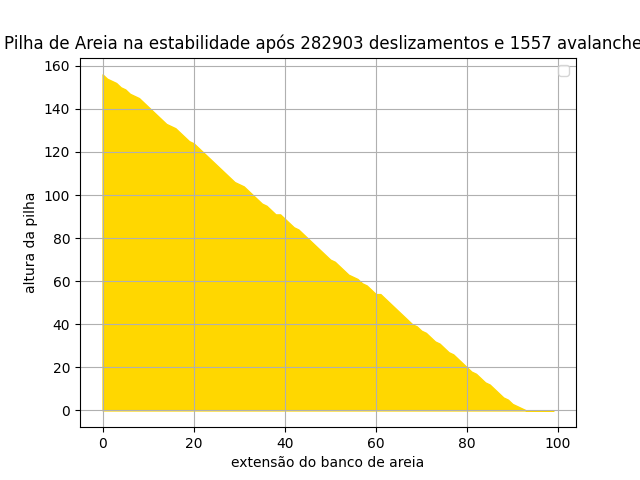 Pilha de Areia na estabilidade após 282903 deslizamentos e 1557 avalanche
160
140
120
100
80
60
40
20
0
altura da pilha
0 20 40 60 80 100
extensão do banco de areia